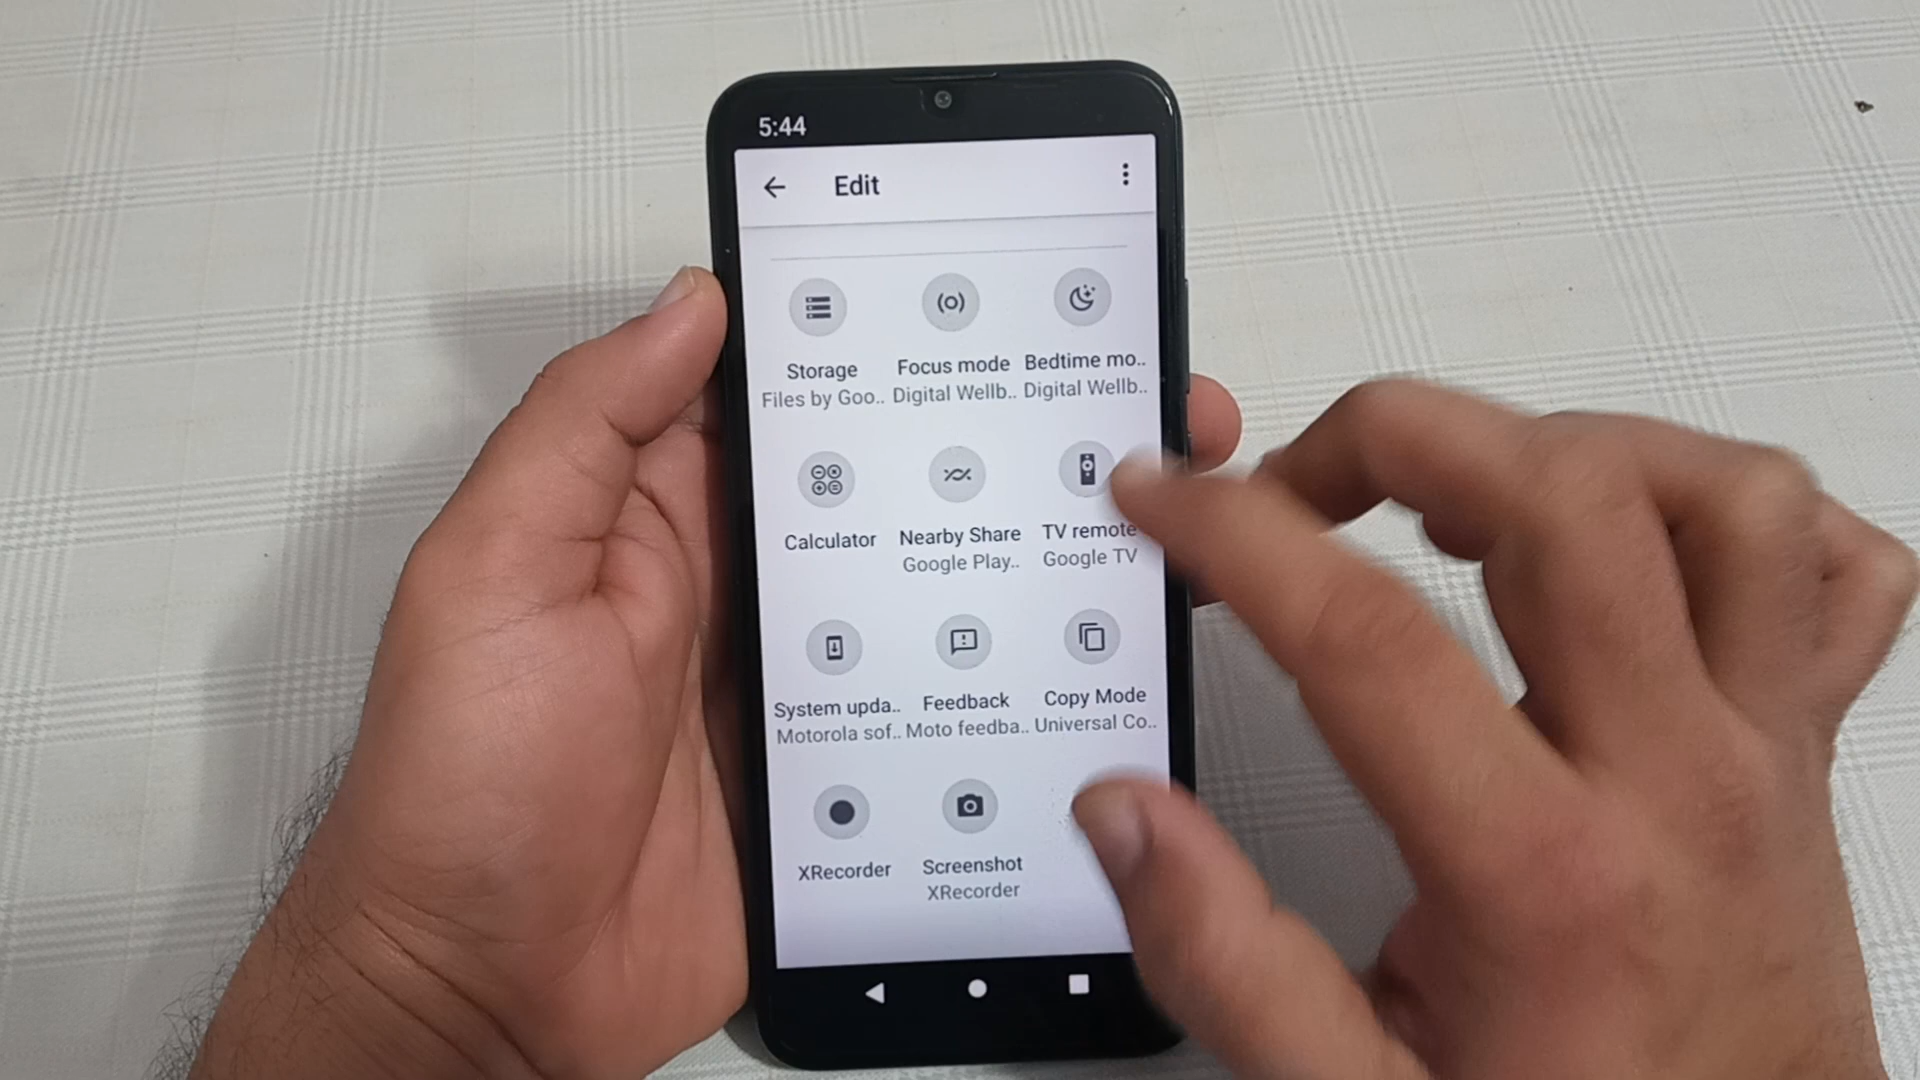 5:44
Edit
Storage Focus mode Bedtime mo..
Files by Goo.. Digital Wellb.. Digital Wellb..
Calculator Nearby Share TV remote
Google Play.. Google TV
System upda.. Feedback Copy Mode
Motorola sof.. Moto feedba.. Universal Co..
XRecorder Screenshot
XRecorder